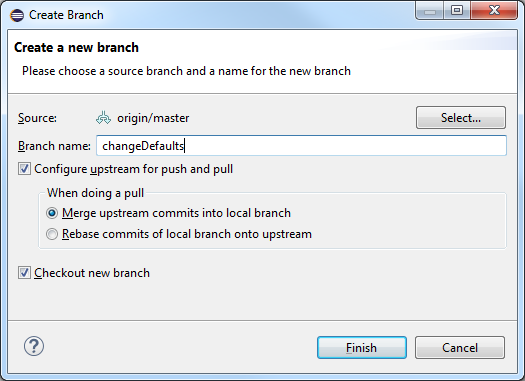 Create Branch
Create a new branch
Please choose a source branch and a name for the new branch
Source: origin/master Select...
Branch name: changeDefaults
Configure upstream for push and pull
When doing a pull
Merge upstream commits into local branch
Rebase commits of local branch onto upstream
Checkout new branch
? Finish Cancel